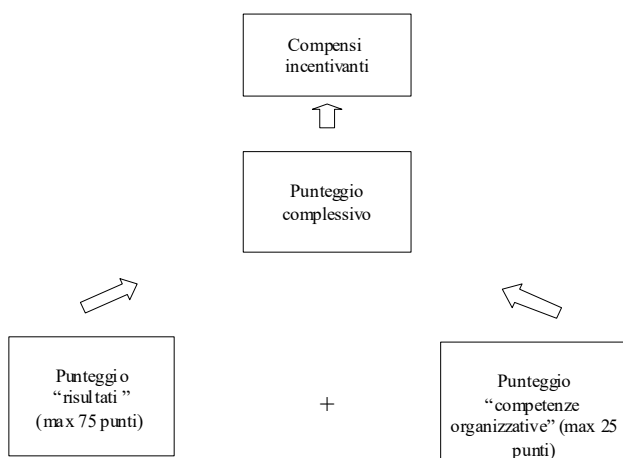 Compensi
incentivanti
Punteggio
complessivo
Punteggio
“risultati”
(max 75 punti)
+
Punteggio
“competenze
organizzative” (max 25
punti)